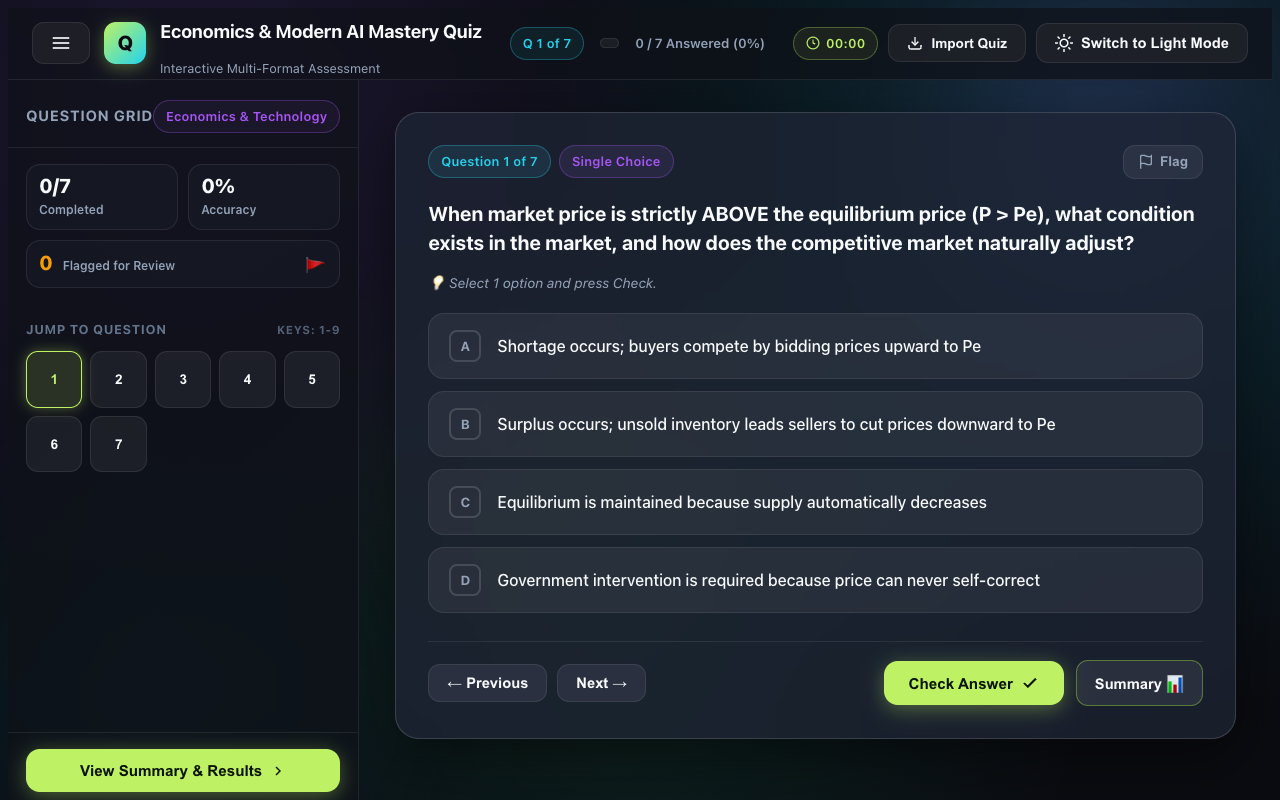 Q
Economics & Modern AI Mastery Quiz
Interactive Multi-Format Assessment
Q 1 of 7
0 / 7 Answered (0%)
00:00
Import Quiz
Switch to Light Mode
QUESTION GRID
Economics & Technology
0/7
Completed
0%
Accuracy
0 Flagged for Review
JUMP TO QUESTION
KEYS: 1-9
1
2
3
4
5
6
7
View Summary & Results
Question 1 of 7
Single Choice
Flag
When market price is strictly ABOVE the equilibrium price (P > Pe), what condition
exists in the market, and how does the competitive market naturally adjust?
Select 1 option and press Check.
A Shortage occurs; buyers compete by bidding prices upward to Pe
B Surplus occurs; unsold inventory leads sellers to cut prices downward to Pe
C Equilibrium is maintained because supply automatically decreases
D Government intervention is required because price can never self-correct
← Previous
Next →
Check Answer
Summary